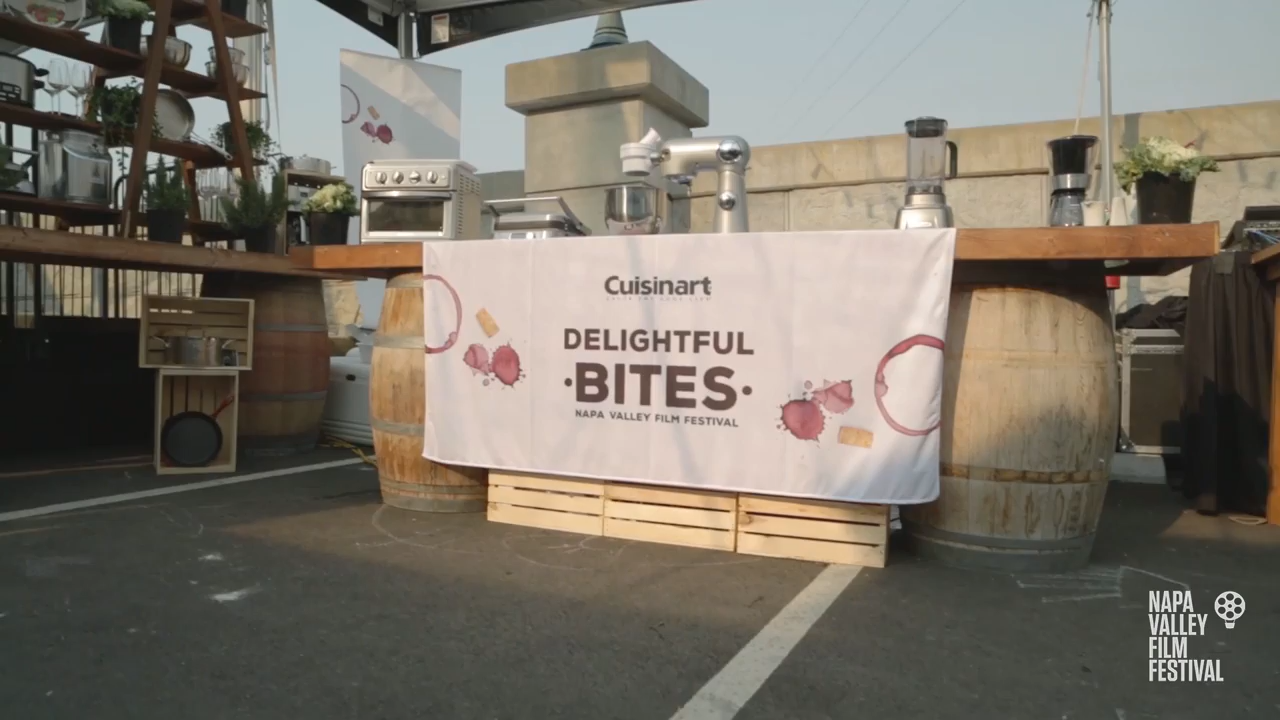 Cuisinart
DELIGHTFUL
·BITES·
NAPA VALLEY FILM FESTIVAL
NAPA
VALLEY
FILM
FESTIVAL